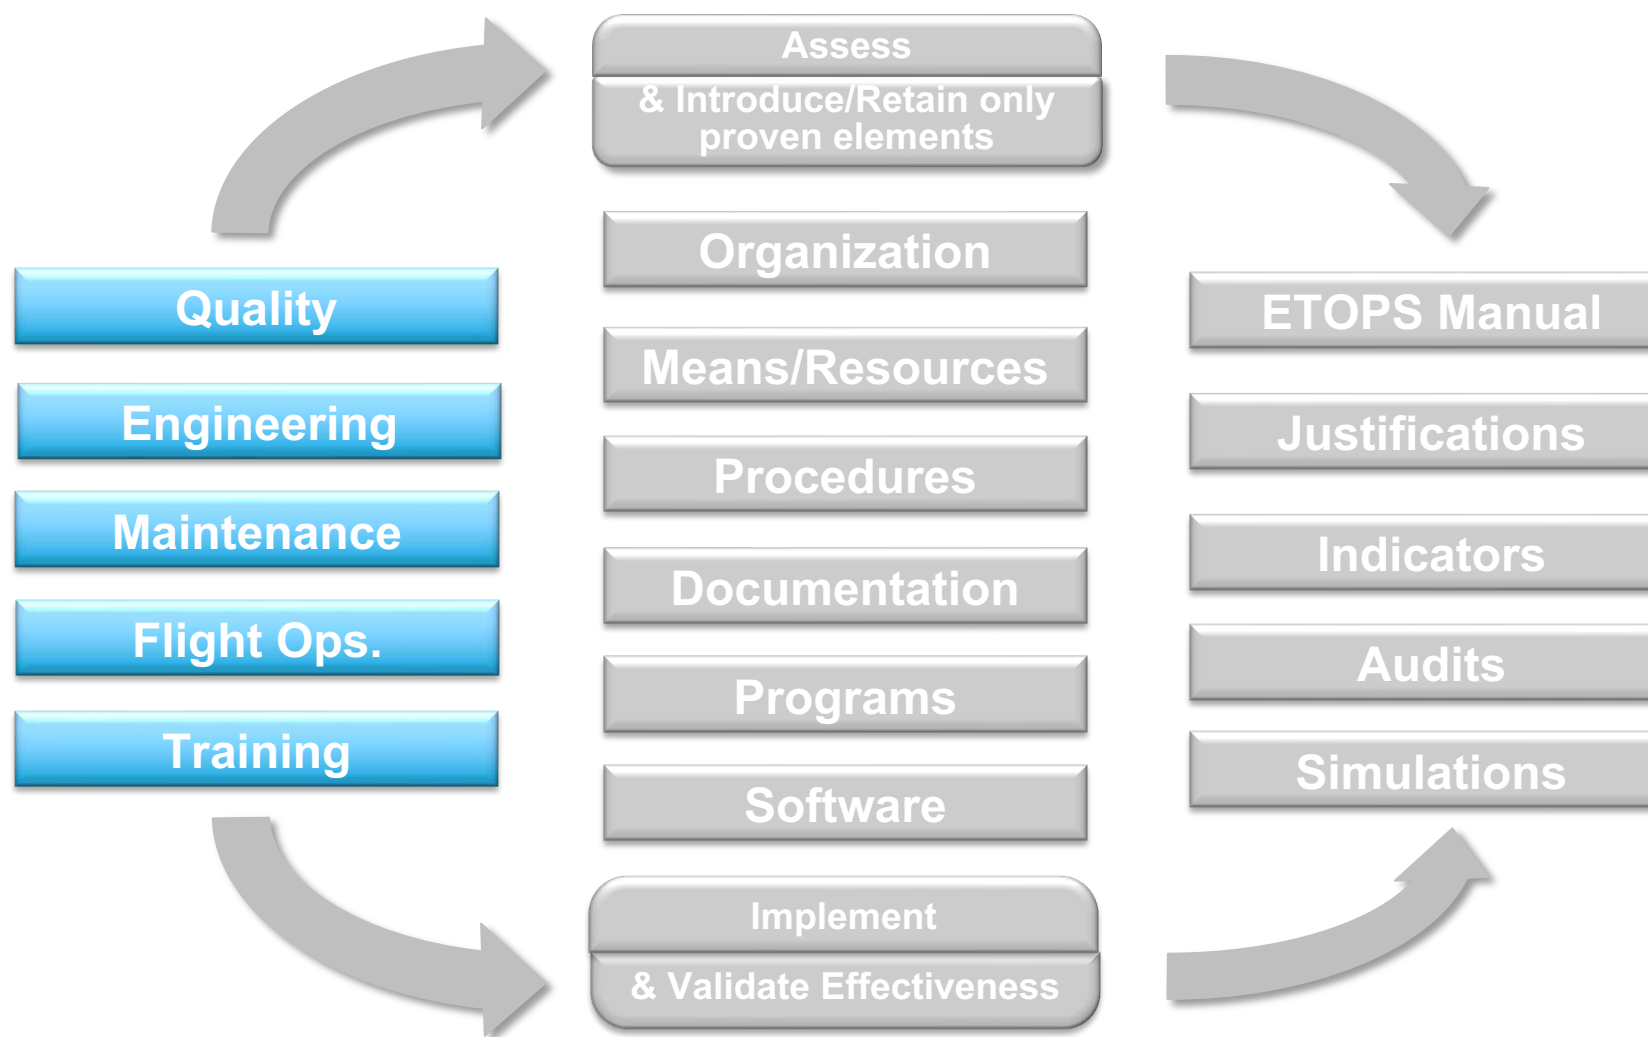 Assess
& Introduce/Retain only
proven elements
Quality
Engineering
Maintenance
Flight Ops.
Training
Organization
Means/Resources
Procedures
Documentation
Programs
Software
Implement
& Validate Effectiveness
ETOPS Manual
Justifications
Indicators
Audits
Simulations